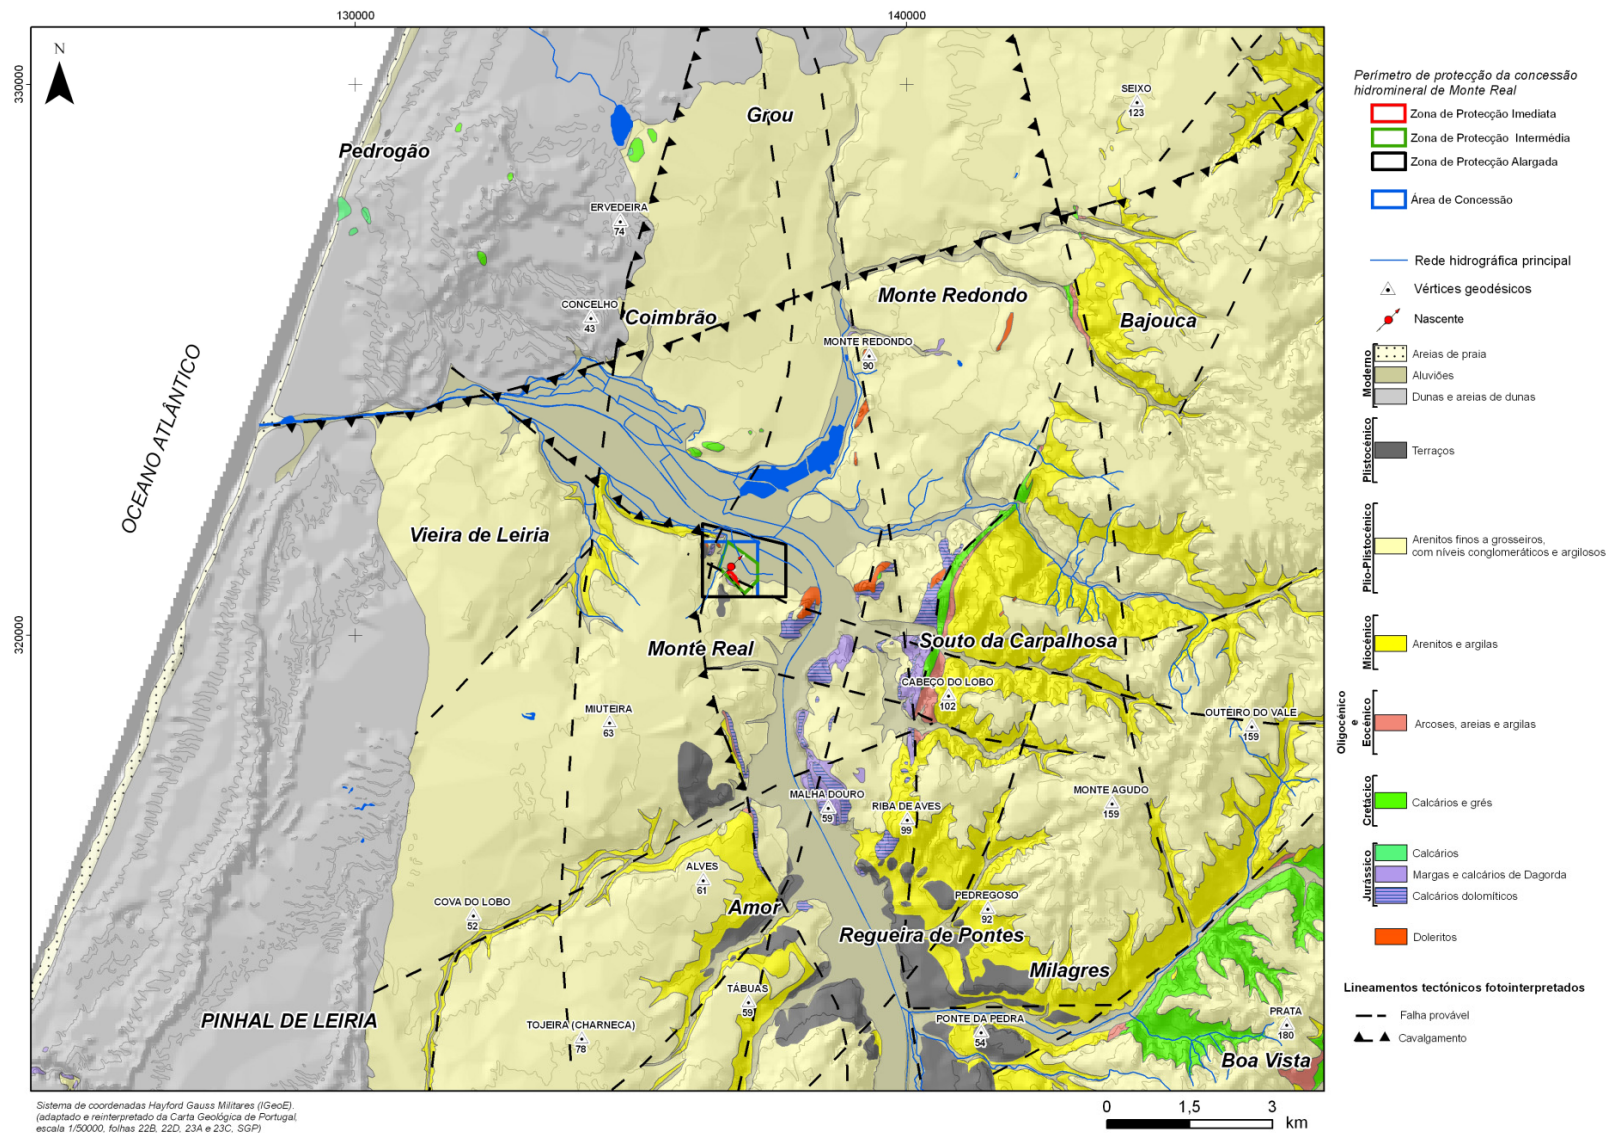 130000
140000
330000
320000
N
OCEANO ATLÂNTICO
Grou
Pedrogão
SEIXO
123
ERVEDEIRA
74
CONCELHO
43
Coimbrão
Monte Redondo
Bajouca
MONTE REDONDO
90
Vieira de Leiria
Monte Real
Souto da Carpalhosa
CABEÇO DO LOBO
102
MIUTEIRA
63
OUTEIRO DO VALE
159
MALHA DOURO
59
RIBA DE AVES
99
MONTE AGUDO
159
ALVES
61
COVA DO LOBO
52
Amor
PEDREGOSO
92
Regueira de Pontes
Milagres
TÁBUAS
59
PINHAL DE LEIRIA
TOJEIRA (CHARNECA)
78
PONTE DA PEDRA
54
PRATA
180
Boa Vista
Perímetro de protecção da concessão
hidromineral de Monte Real
Zona de Protecção Imediata
Zona de Protecção Intermédia
Zona de Protecção Alargada
Área de Concessão
Rede hidrográfica principal
Vértices geodésicos
Nascente
Moderno
Areias de praia
Aluviões
Dunas e areias de dunas
Plistocénico
Terraços
Plio-Plistocénico
Arenitos finos a grosseiros,
com níveis conglomeráticos e argilosos
Miocénico
Arenitos e argilas
Oligocénico
e
Eocénico
Arcoses, areias e argilas
Cretácico
Calcários e grés
Jurássico
Calcários
Margas e calcários de Dagorda
Calcários dolomíticos
Doleritos
Lineamentos tectónicos fotointerpretados
Falha provável
Cavalgamento
Sistema de coordenadas Hayford Gauss Militares (IGeoE).
(adaptado e reinterpretado da Carta Geológica de Portugal,
escala 1/50000, folhas 22B, 22D, 23A e 23C, SGP)
0 1,5 3
km